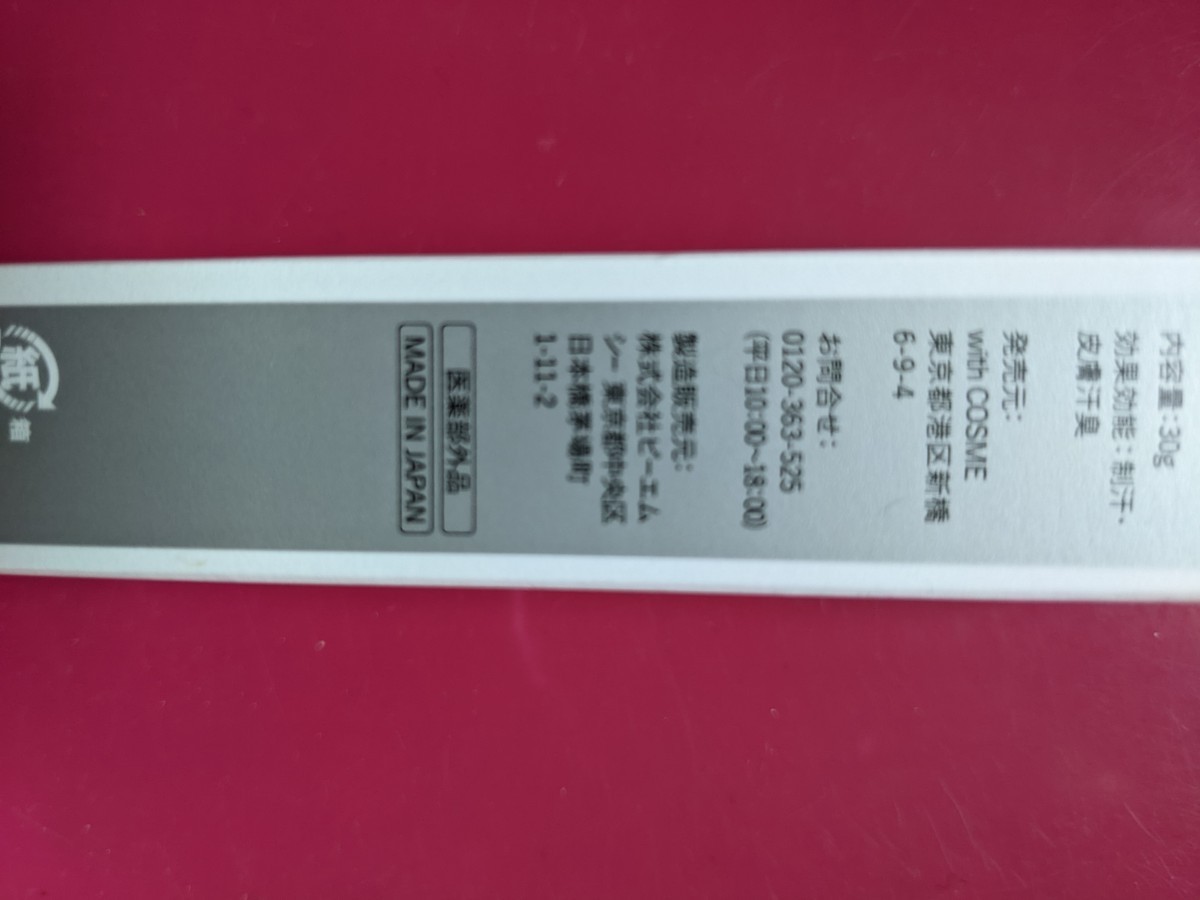 内容量:30g
効果効能:制汗、
皮膚汗臭
発売元:
with COSME
東京都港区新橋
6-9-4
お問合せ:
0120-363-525
(平日10:00~18:00)
製造販売元:
株式会社ピーエム
シー 東京都中央区
日本橋茅場町
1-11-2
医薬部外品
MADE IN JAPAN
紙
箱